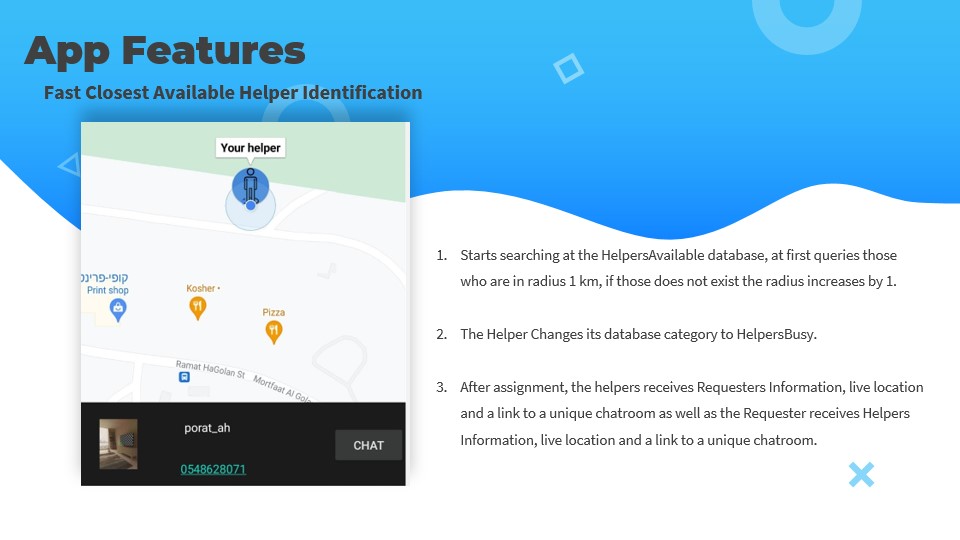 App Features
Fast Closest Available Helper Identification
Your helper
קופי-פרינט
Print shop
Kosher •
Pizza
Ramat HaGolan St
Mortfaat Al Gola
porat_ah
CHAT
0548628071
1. Starts searching at the HelpersAvailable database, at first queries those
who are in radius 1 km, if those does not exist the radius increases by 1.
2. The Helper Changes its database category to HelpersBusy.
3. After assignment, the helpers receives Requesters Information, live location
and a link to a unique chatroom as well as the Requester receives Helpers
Information, live location and a link to a unique chatroom.